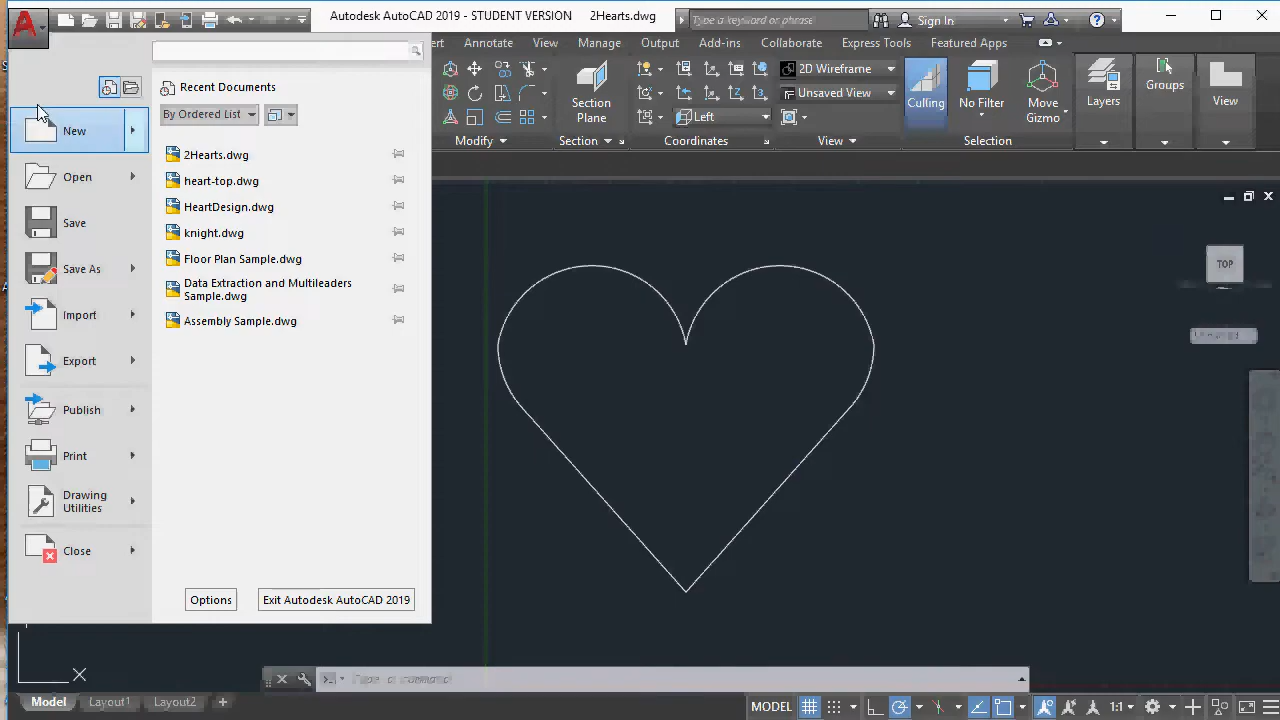 Autodesk AutoCAD 2019 - STUDENT VERSION
2Hearts.dwg
Type a keyword or phrase
Sign In
Annotate
View
Manage
Output
Add-ins
Collaborate
Express Tools
Featured Apps
Recent Documents
By Ordered List
New
Open
Save
Save As
Import
Export
Publish
Print
Drawing
Utilities
Close
2Hearts.dwg
heart-top.dwg
HeartDesign.dwg
knight.dwg
Floor Plan Sample.dwg
Data Extraction and Multileaders
Sample.dwg
Assembly Sample.dwg
Options
Exit Autodesk AutoCAD 2019
Section
Plane
2D Wireframe
Unsaved View
Left
Culling
No Filter
Move
Gizmo
Layers
Groups
View
Modify
Section
Coordinates
View
Selection
TOP
Type a command
Model
Layout1
Layout2
MODEL
1:1